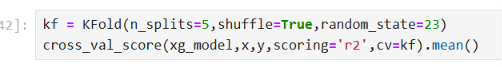 42]: kf = KFold(n_splits=5,shuffle=True,random_state=23)
cross_val_score(xg_model,x,y,scoring='r2',cv=kf).mean()